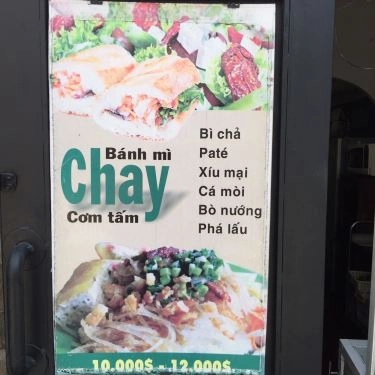 Bánh mì
Chay
Cơm tấm
Bì chả
Paté
Xíu mại
Cá mòi
Bò nướng
Phá lấu
10.000$ - 12.000$